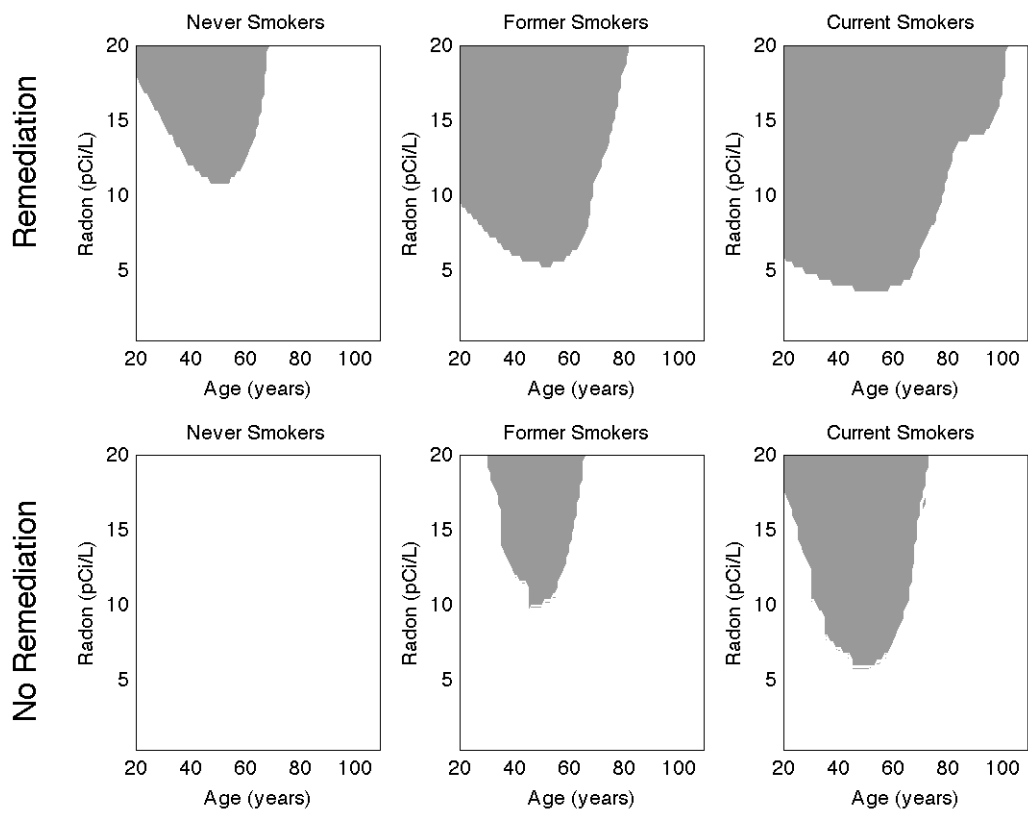 Remediation
Never Smokers
20
15
10
5
Radon (pCi/L)
20 40 60 80 100
Age (years)
Former Smokers
20
15
10
5
Radon (pCi/L)
20 40 60 80 100
Age (years)
Current Smokers
20
15
10
5
Radon (pCi/L)
20 40 60 80 100
Age (years)
No Remediation
Never Smokers
20
15
10
5
Radon (pCi/L)
20 40 60 80 100
Age (years)
Former Smokers
20
15
10
5
Radon (pCi/L)
20 40 60 80 100
Age (years)
Current Smokers
20
15
10
5
Radon (pCi/L)
20 40 60 80 100
Age (years)